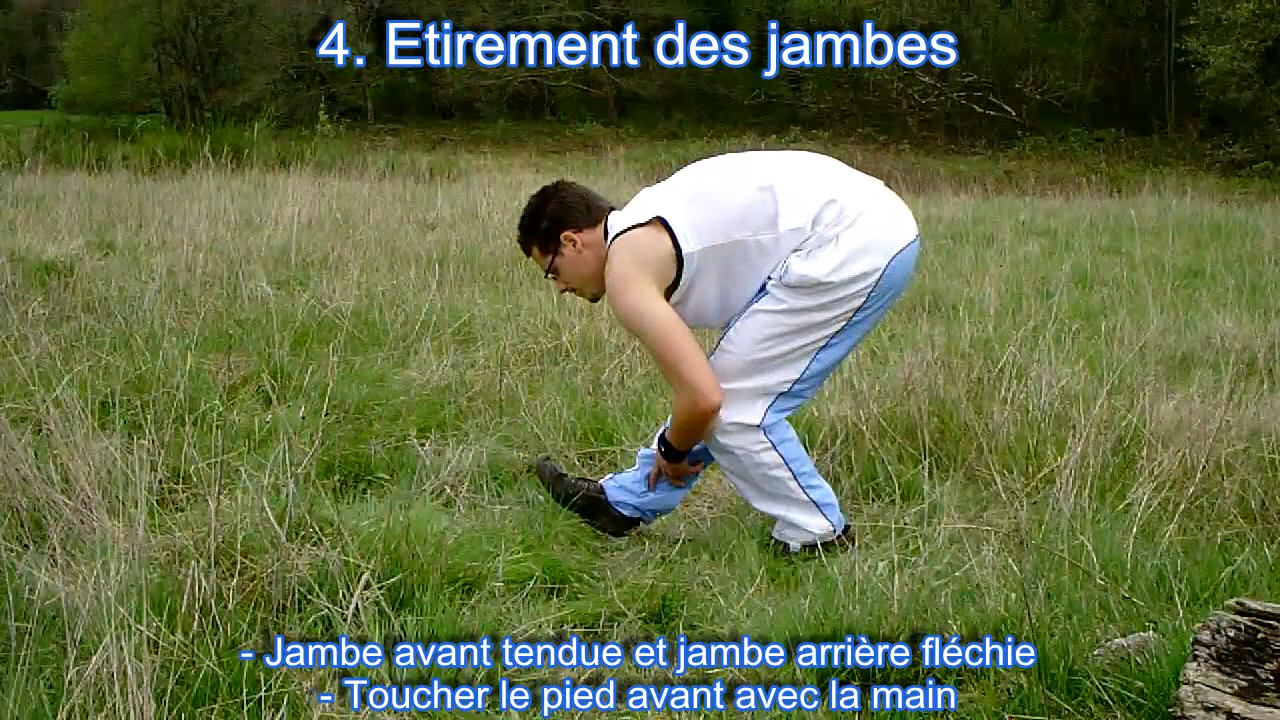 4. Etirement des jambes
- Jambe avant tendue et jambe arrière fléchie
- Toucher le pied avant avec la main